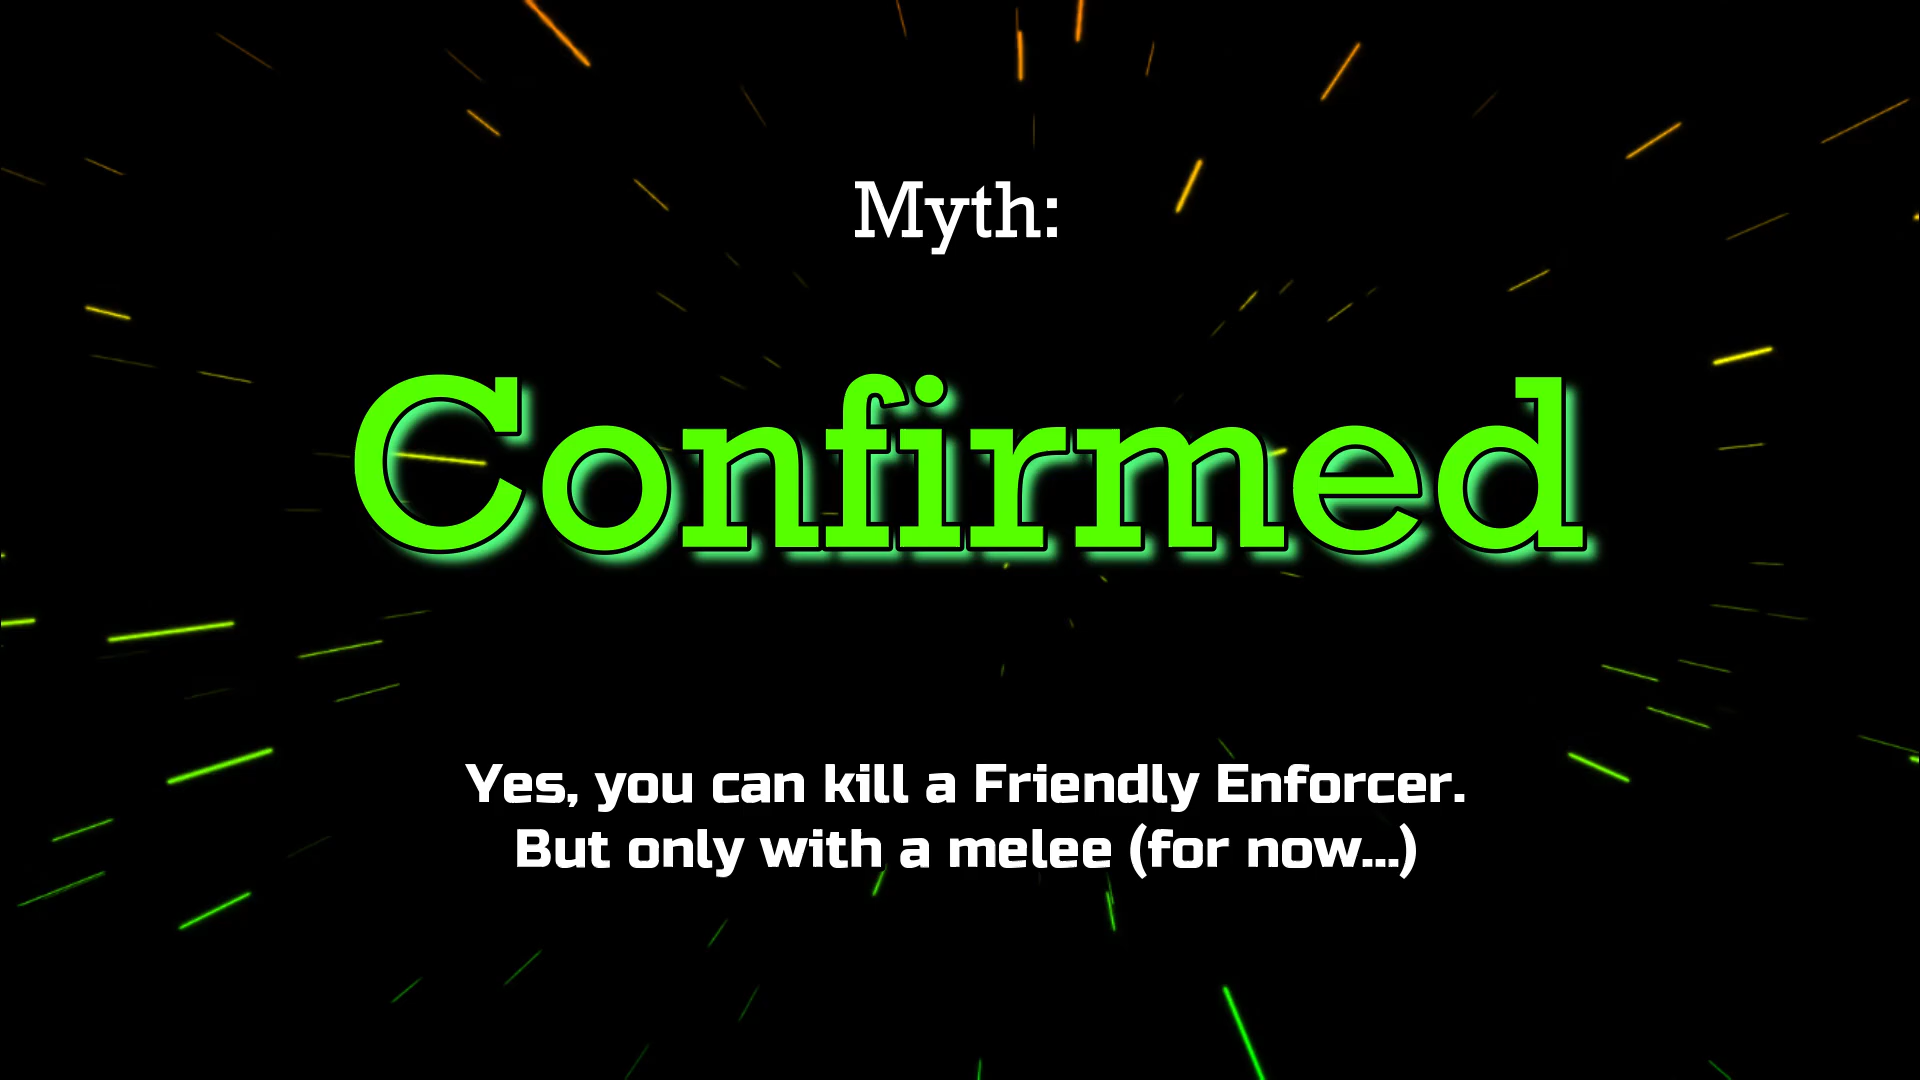 Myth:
Confirmed
Yes, you can kill a Friendly Enforcer.
But only with a melee (for now...)